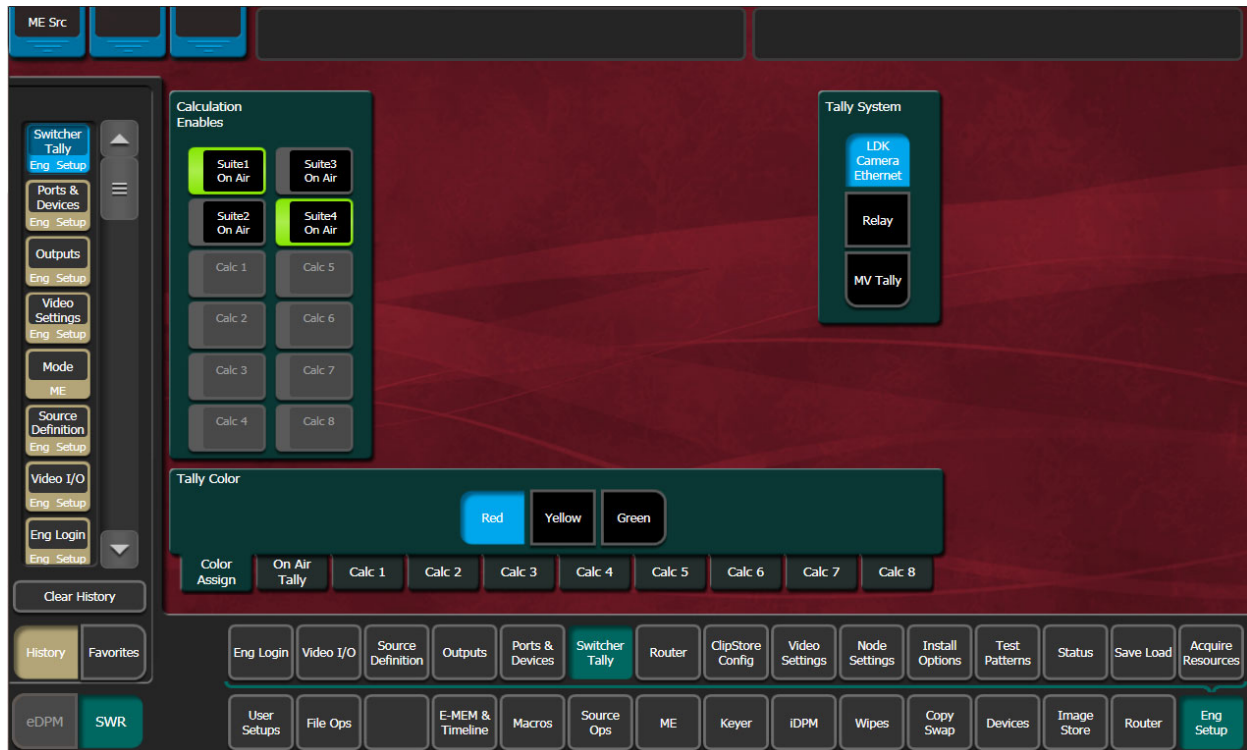 ME Src
Switcher
Tally
Eng Setup
Ports &
Devices
Eng Setup
Outputs
Eng Setup
Video
Settings
Eng Setup
Mode
ME
Source
Definition
Eng Setup
Video I/O
Eng Setup
Eng Login
Eng Setup
Clear History
History
Favorites
eDPM
SWR
Calculation
Enables
Suite1
On Air
Suite3
On Air
Suite2
On Air
Suite4
On Air
Calc 1
Calc 5
Calc 2
Calc 6
Calc 3
Calc 7
Calc 4
Calc 8
Tally System
LDK
Camera
Ethernet
Relay
MV Tally
Tally Color
Red
Yellow
Green
Color
Assign
On Air
Tally
Calc 1
Calc 2
Calc 3
Calc 4
Calc 5
Calc 6
Calc 7
Calc 8
Eng Login
Video I/O
Source
Definition
Outputs
Ports &
Devices
Switcher
Tally
Router
ClipStore
Config
Video
Settings
Node
Settings
Install
Options
Test
Patterns
Status
Save Load
Acquire
Resources
User
Setups
File Ops
E-MEM &
Timeline
Macros
Source
Ops
ME
Keyer
iDPM
Wipes
Copy
Swap
Devices
Image
Store
Router
Eng
Setup